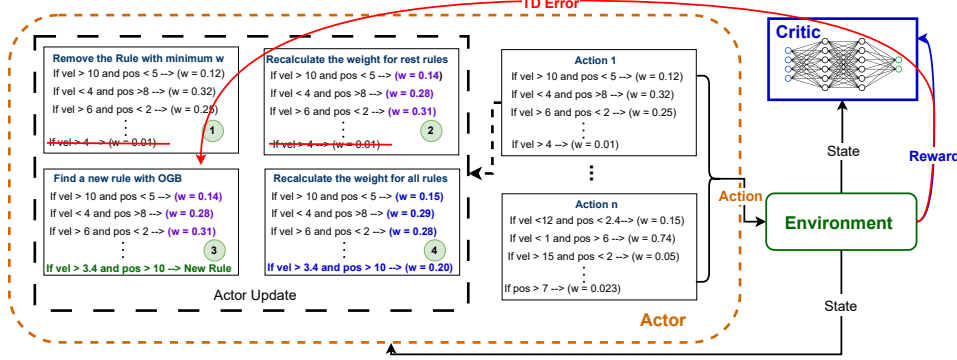 TD Error
Remove the Rule with minimum w
If vel > 10 and pos < 5 --> (w = 0.12)
If vel < 4 and pos >8 --> (w = 0.32)
If vel > 6 and pos < 2 --> (w = 0.25)
1
If vel > 4 --> (w = 0.01)
Recalculate the weight for rest rules
If vel > 10 and pos < 5 --> (w = 0.14)
If vel < 4 and pos >8 --> (w = 0.28)
If vel > 6 and pos < 2 --> (w = 0.31)
2
If vel > 4 --> (w = 0.01)
Find a new rule with OGB
If vel > 10 and pos < 5 --> (w = 0.14)
If vel < 4 and pos >8 --> (w = 0.28)
If vel > 6 and pos < 2 --> (w = 0.31)
3
If vel > 3.4 and pos > 10 --> New Rule
Recalculate the weight for all rules
If vel > 10 and pos < 5 --> (w = 0.15)
If vel < 4 and pos >8 --> (w = 0.29)
If vel > 6 and pos < 2 --> (w = 0.28)
4
If vel > 3.4 and pos > 10 --> (w = 0.20)
Actor Update
Action 1
If vel > 10 and pos < 5 --> (w = 0.12)
If vel < 4 and pos >8 --> (w = 0.32)
If vel > 6 and pos < 2 --> (w = 0.25)
If vel > 4 --> (w = 0.01)
Action n
If vel <12 and pos < 2.4--> (w = 0.15)
If vel < 1 and pos > 6 --> (w = 0.74)
If vel > 15 and pos < 2 --> (w = 0.05)
If pos > 7 --> (w = 0.023)
Actor
Action
Critic
State
Reward
Environment
State